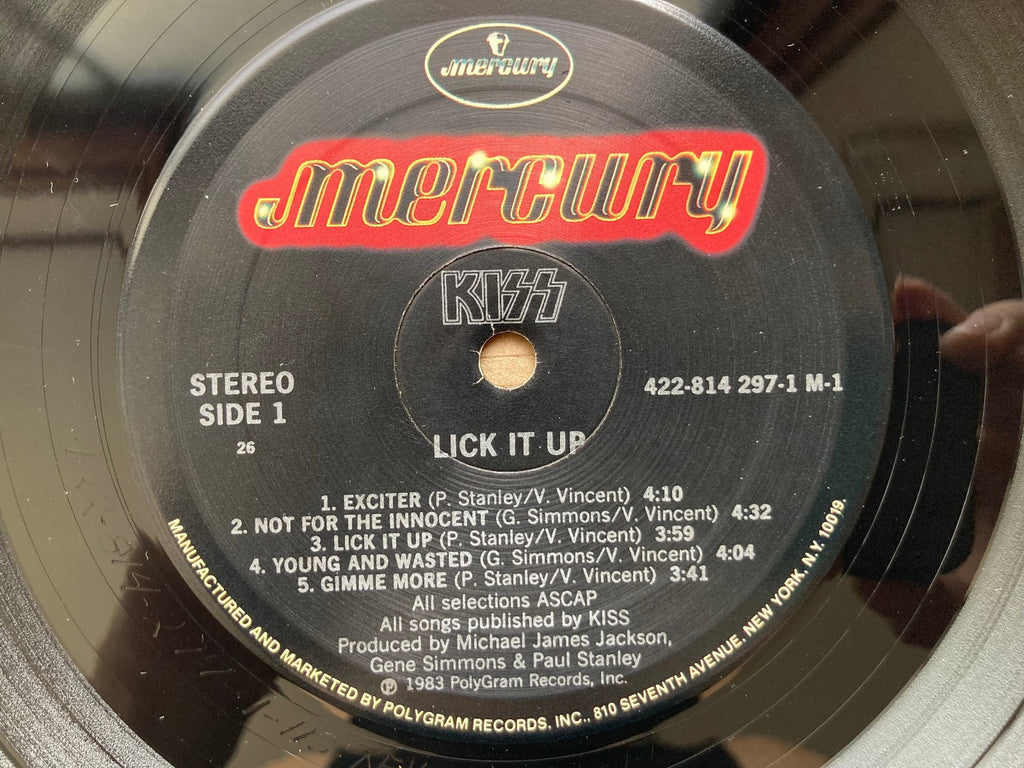 mercury
mercury
KISS
STEREO
SIDE 1
26
422-814 297-1 M-1
LICK IT UP
1. EXCITER (P. Stanley/V. Vincent) 4:10
2. NOT FOR THE INNOCENT (G. Simmons/V. Vincent) 4:32
3. LICK IT UP (P. Stanley/V. Vincent) 3:59
4. YOUNG AND WASTED (G. Simmons/V. Vincent) 4:04
5. GIMME MORE (P. Stanley/V. Vincent) 3:41
All selections ASCAP
All songs published by KISS
Produced by Michael James Jackson,
Gene Simmons & Paul Stanley
℗ 1983 PolyGram Records, Inc.
MANUFACTURED AND MARKETED BY POLYGRAM RECORDS, INC., 810 SEVENTH AVENUE, NEW YORK, N.Y. 10019.